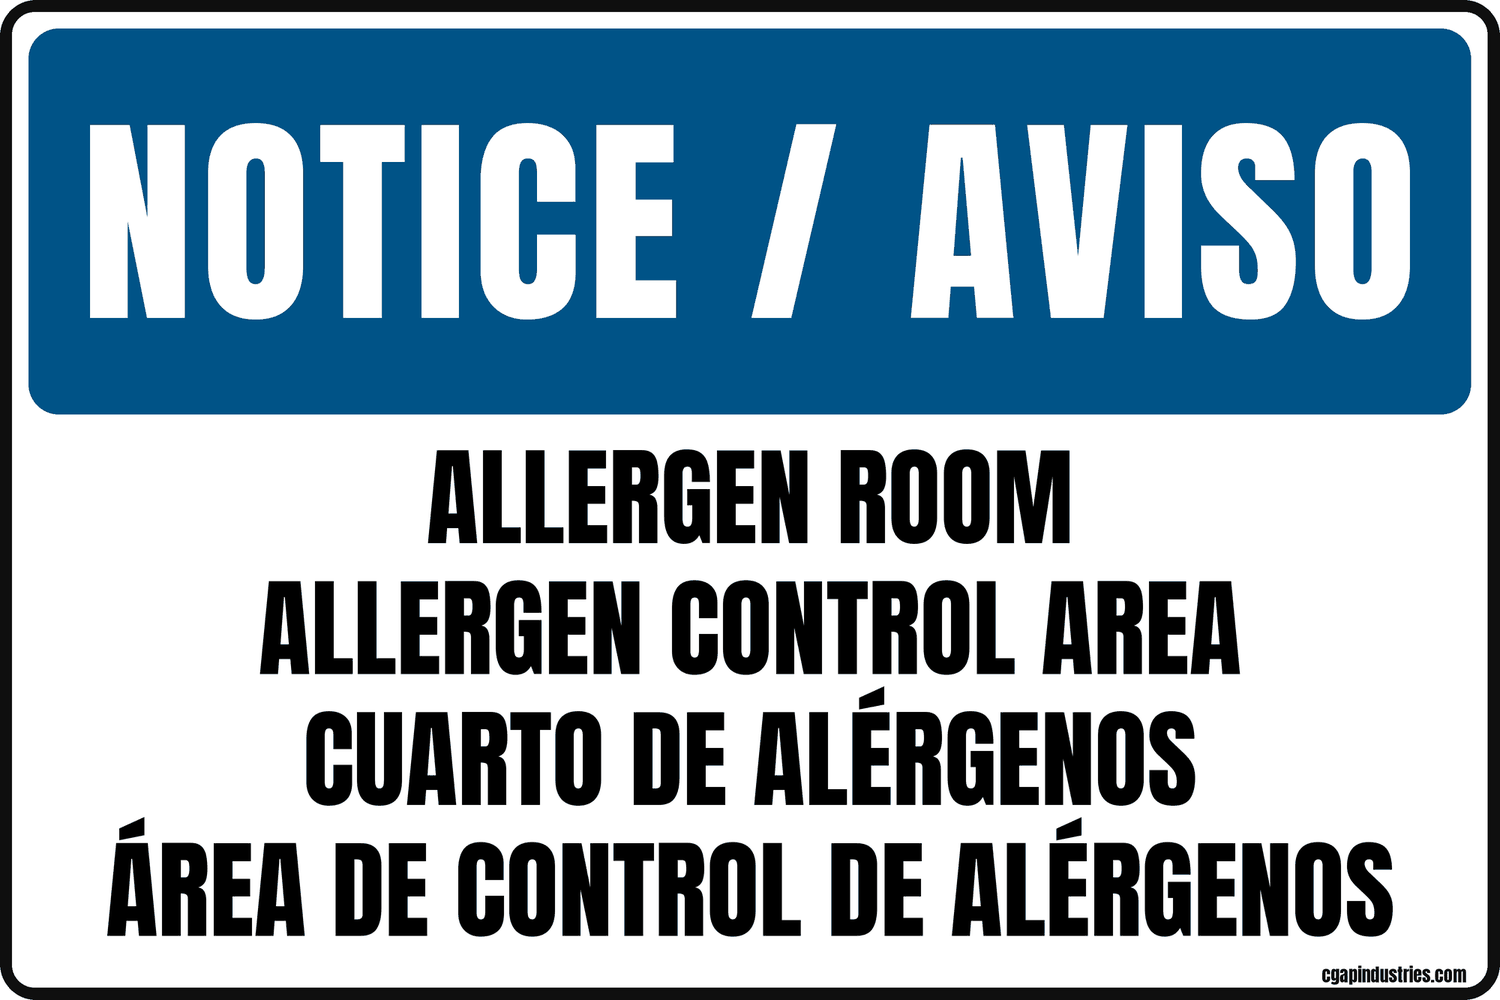 NOTICE / AVISO
ALLERGEN ROOM
ALLERGEN CONTROL AREA
CUARTO DE ALÉRGENOS
ÁREA DE CONTROL DE ALÉRGENOS
cgapindustries.com